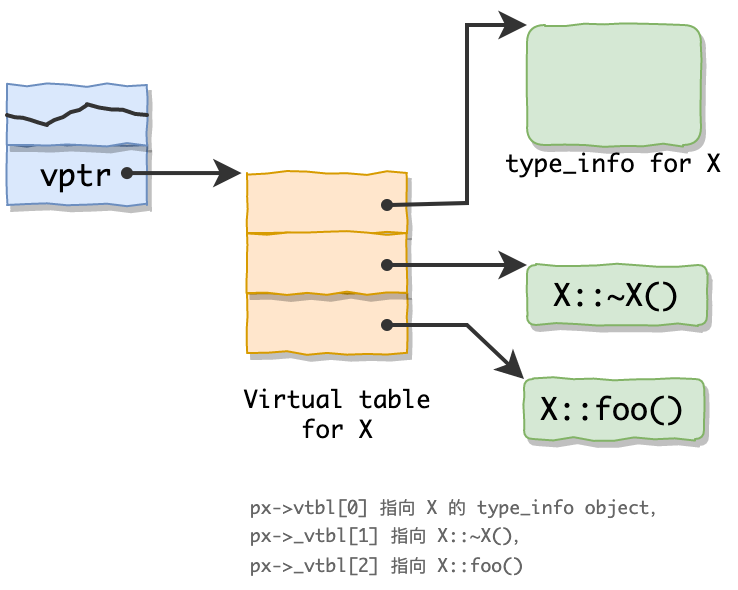 type_info for X
vptr
X::~X()
Virtual table
for X
X::foo()
px->vtbl[0] 指向 X 的 type_info object,
px->_vtbl[1] 指向 X::~X(),
px->_vtbl[2] 指向 X::foo()